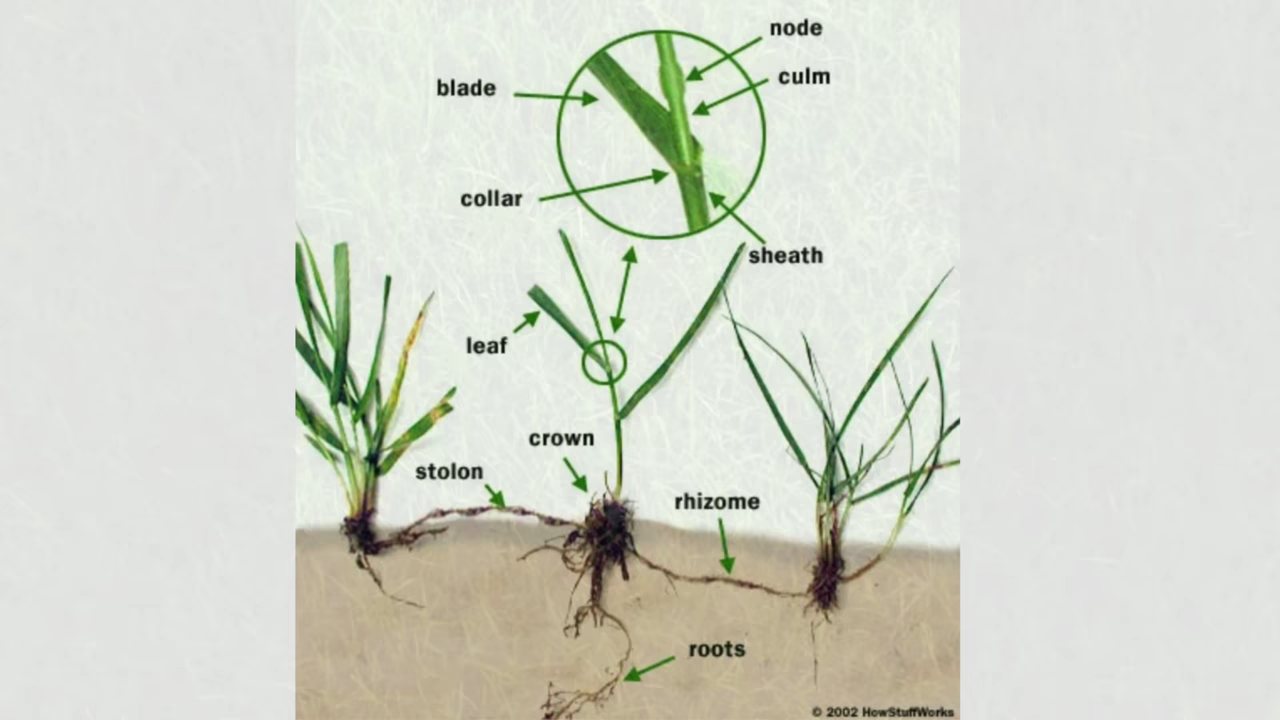 node
culm
blade
collar
sheath
leaf
crown
stolon
rhizome
roots
© 2002 HowStuffWorks